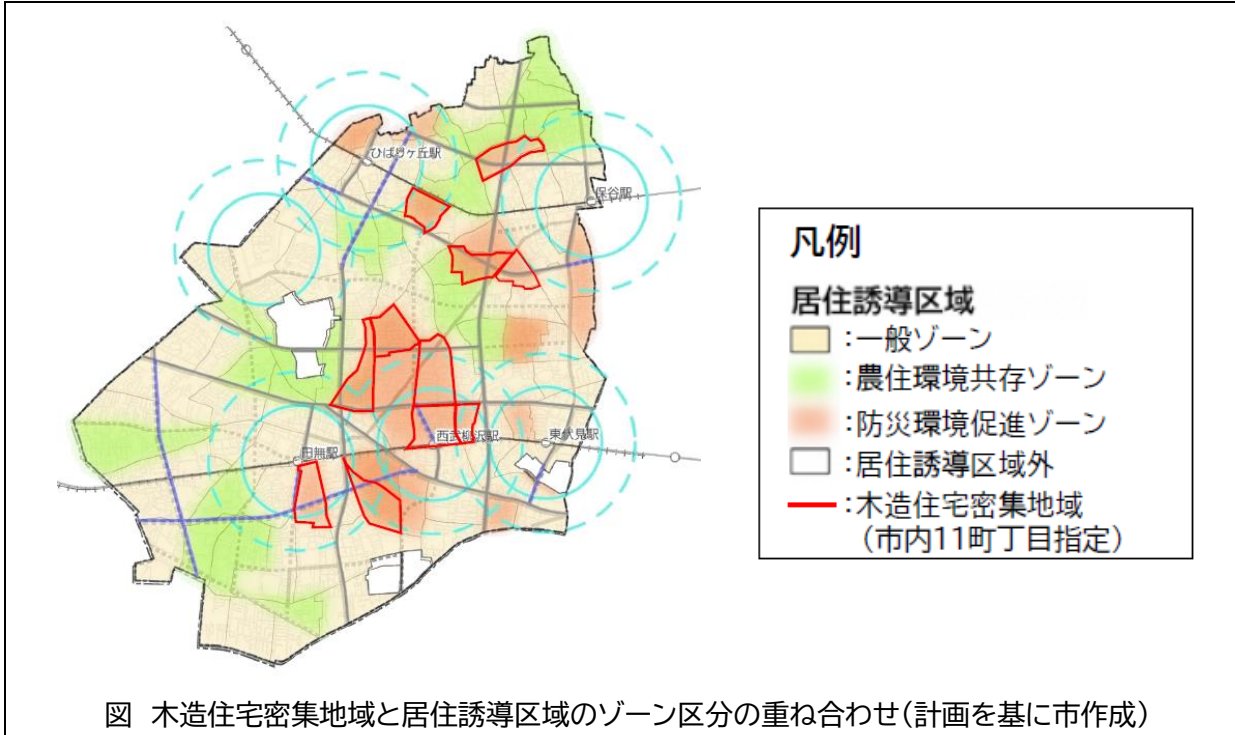 ひばりヶ丘駅
保谷駅
西武柳沢駅
東伏見駅
田無駅
凡例
居住誘導区域
：一般ゾーン
：農住環境共存ゾーン
：防災環境促進ゾーン
：居住誘導区域外
：木造住宅密集地域
（市内11町丁目指定）
図 木造住宅密集地域と居住誘導区域のゾーン区分の重ね合わせ（計画を基に市作成）